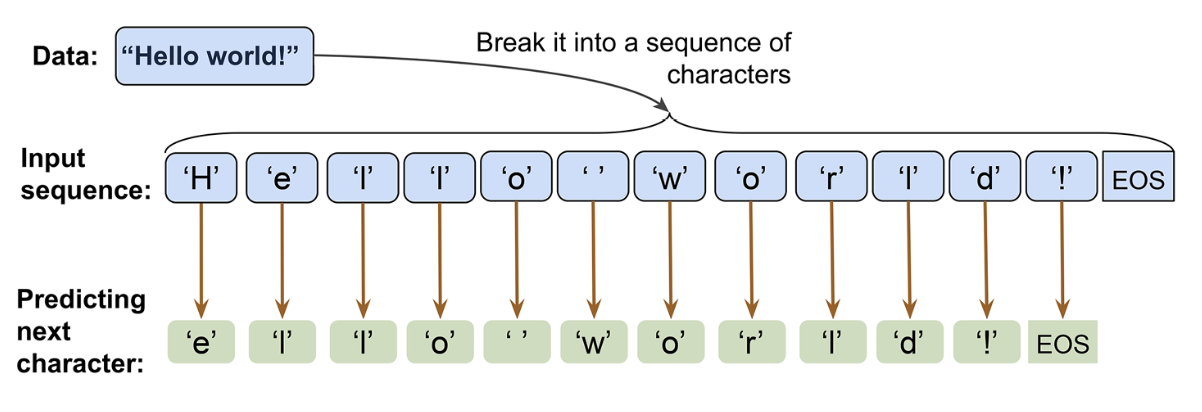 Data: “Hello world!” Break it into a sequence of
characters
Input
sequence: ‘H’ ‘e’ ‘l’ ‘l’ ‘o’ ‘ ’ ‘w’ ‘o’ ‘r’ ‘l’ ‘d’ ‘!’ EOS
Predicting
next
character: ‘e’ ‘l’ ‘l’ ‘o’ ‘ ’ ‘w’ ‘o’ ‘r’ ‘l’ ‘d’ ‘!’ EOS